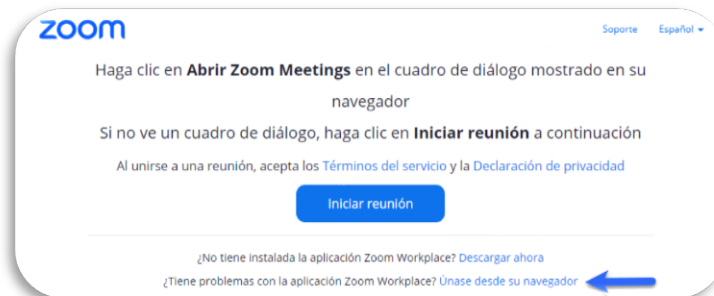 zoom
Soporte Español
Haga clic en Abrir Zoom Meetings en el cuadro de diálogo mostrado en su
navegador
Si no ve un cuadro de diálogo, haga clic en Iniciar reunión a continuación
Al unirse a una reunión, acepta los Términos del servicio y la Declaración de privacidad
Iniciar reunión
¿No tiene instalada la aplicación Zoom Workplace? Descargar ahora
¿Tiene problemas con la aplicación Zoom Workplace? Únase desde su navegador